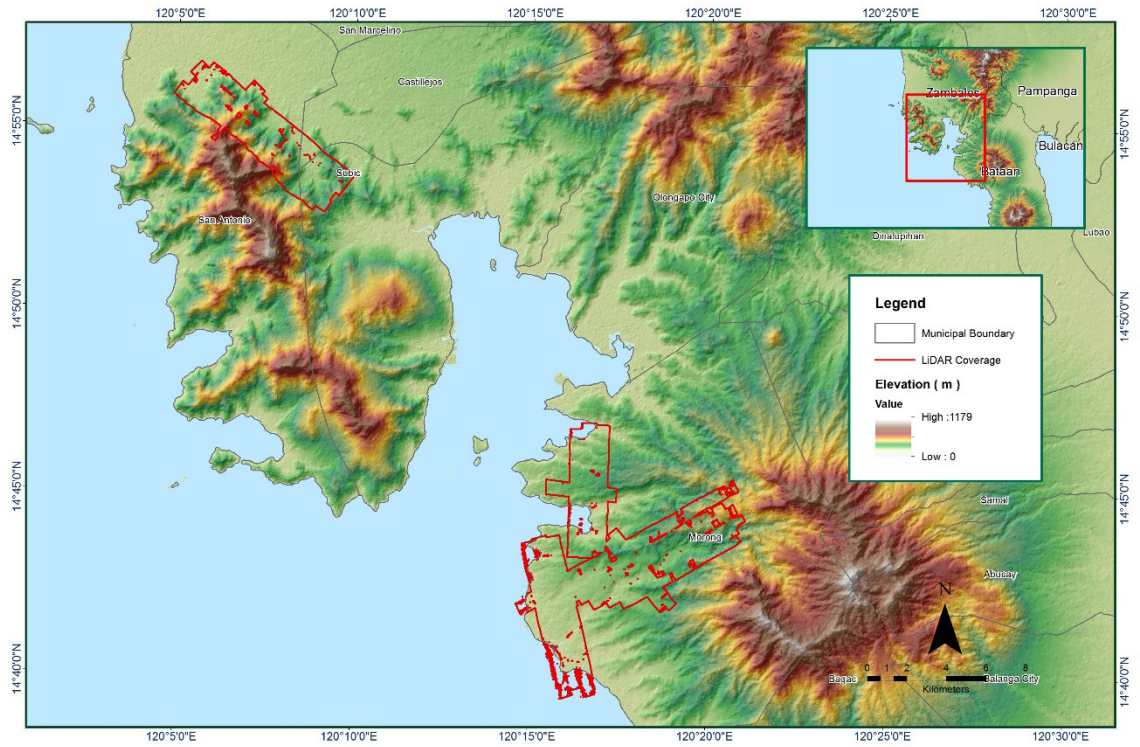 120°5'0"E
120°10'0"E
120°15'0"E
120°20'0"E
120°25'0"E
120°30'0"E
San Marcelino
Castillejos
Zambales
Pampanga
Bulacan
Bataan
14°55'0"N
14°55'0"N
Subic
San Antonio
Olongapo City
Dinalupihan
Lubao
14°50'0"N
14°50'0"N
Legend
Municipal Boundary
LiDAR Coverage
Elevation ( m )
Value
High :1179
Low : 0
14°45'0"N
14°45'0"N
Samal
Morong
Abucay
N
14°40'0"N
14°40'0"N
0 1 2 4 6 8
Bagac
Balanga City
Kilometers
120°5'0"E
120°10'0"E
120°15'0"E
120°20'0"E
120°25'0"E
120°30'0"E